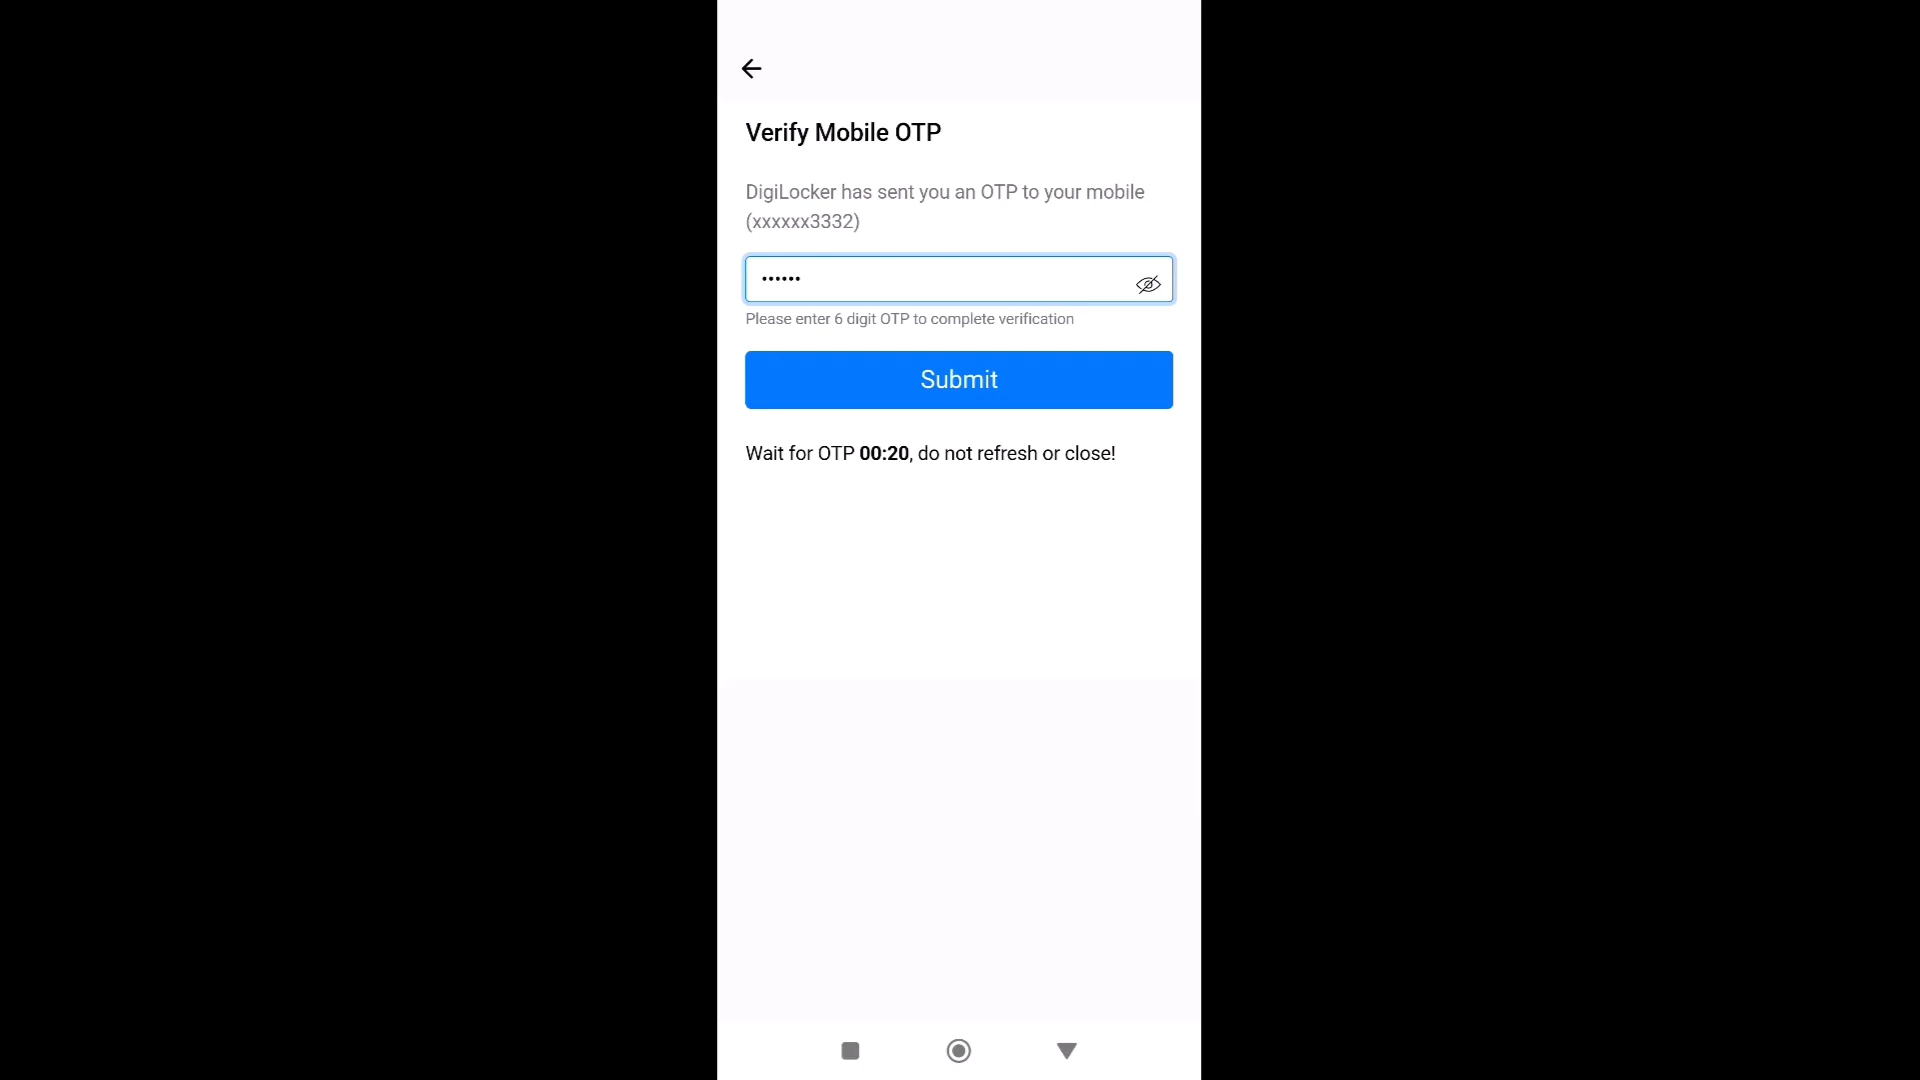 Verify Mobile OTP
DigiLocker has sent you an OTP to your mobile
(xxxxxx3332)
••••••
Please enter 6 digit OTP to complete verification
Submit
Wait for OTP 00:20, do not refresh or close!